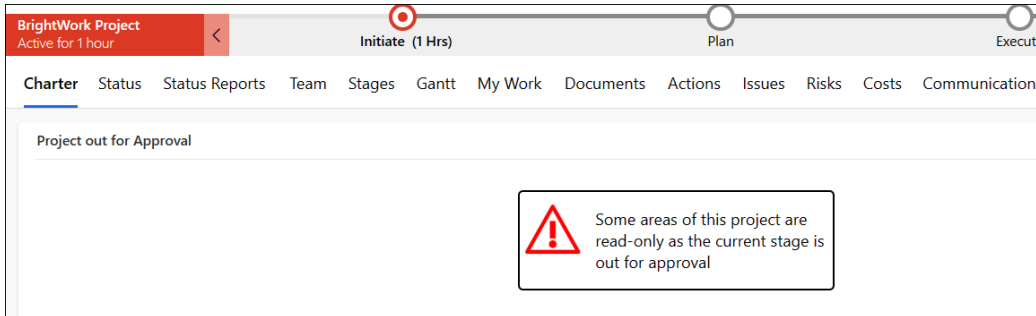 BrightWork Project
Active for 1 hour
Initiate (1 Hrs)
Plan
Execut
Charter Status Status Reports Team Stages Gantt My Work Documents Actions Issues Risks Costs Communication
Project out for Approval
Some areas of this project are
read-only as the current stage is
out for approval